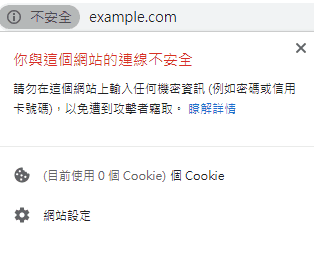 不安全 example.com
你與這個網站的連線不安全
請勿在這個網站上輸入任何機密資訊 (例如密碼或信用
卡號碼)，以免遭到攻擊者竊取。 瞭解詳情
(目前使用 0 個 Cookie) 個 Cookie
網站設定